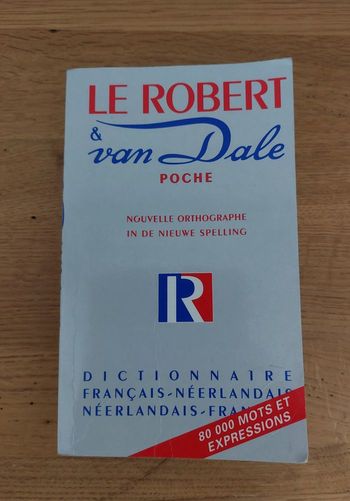 LE ROBERT
& van Dale
POCHE
NOUVELLE ORTHOGRAPHE
IN DE NIEUWE SPELLING
R
DICTIONNAIRE
FRANÇAIS-NÉERLANDAIS
NÉERLANDAIS-FRAN
80 000 MOTS ET
EXPRESSIONS